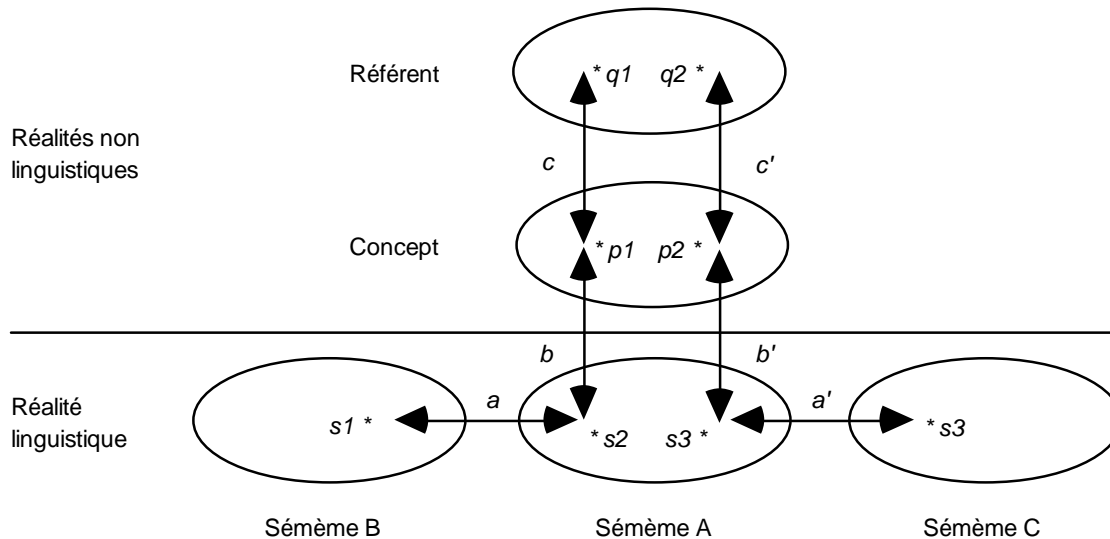 Référent
* q1 q2 *
Réalités non
linguistiques
c c'
Concept
* p1 p2 *
b b'
Réalité
linguistique
s1 * a * s2 s3 * a' * s3
Sémème B Sémème A Sémème C